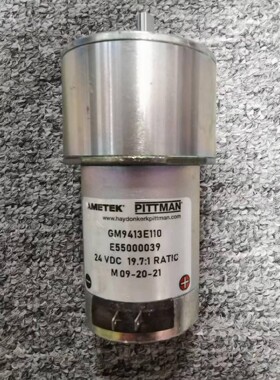 AMETEK® PITTMAN®
www.haydonkerkpittman.com
GM9413E110
E55000039
24 VDC 19.7:1 RATIO
M 09-20-21
- +